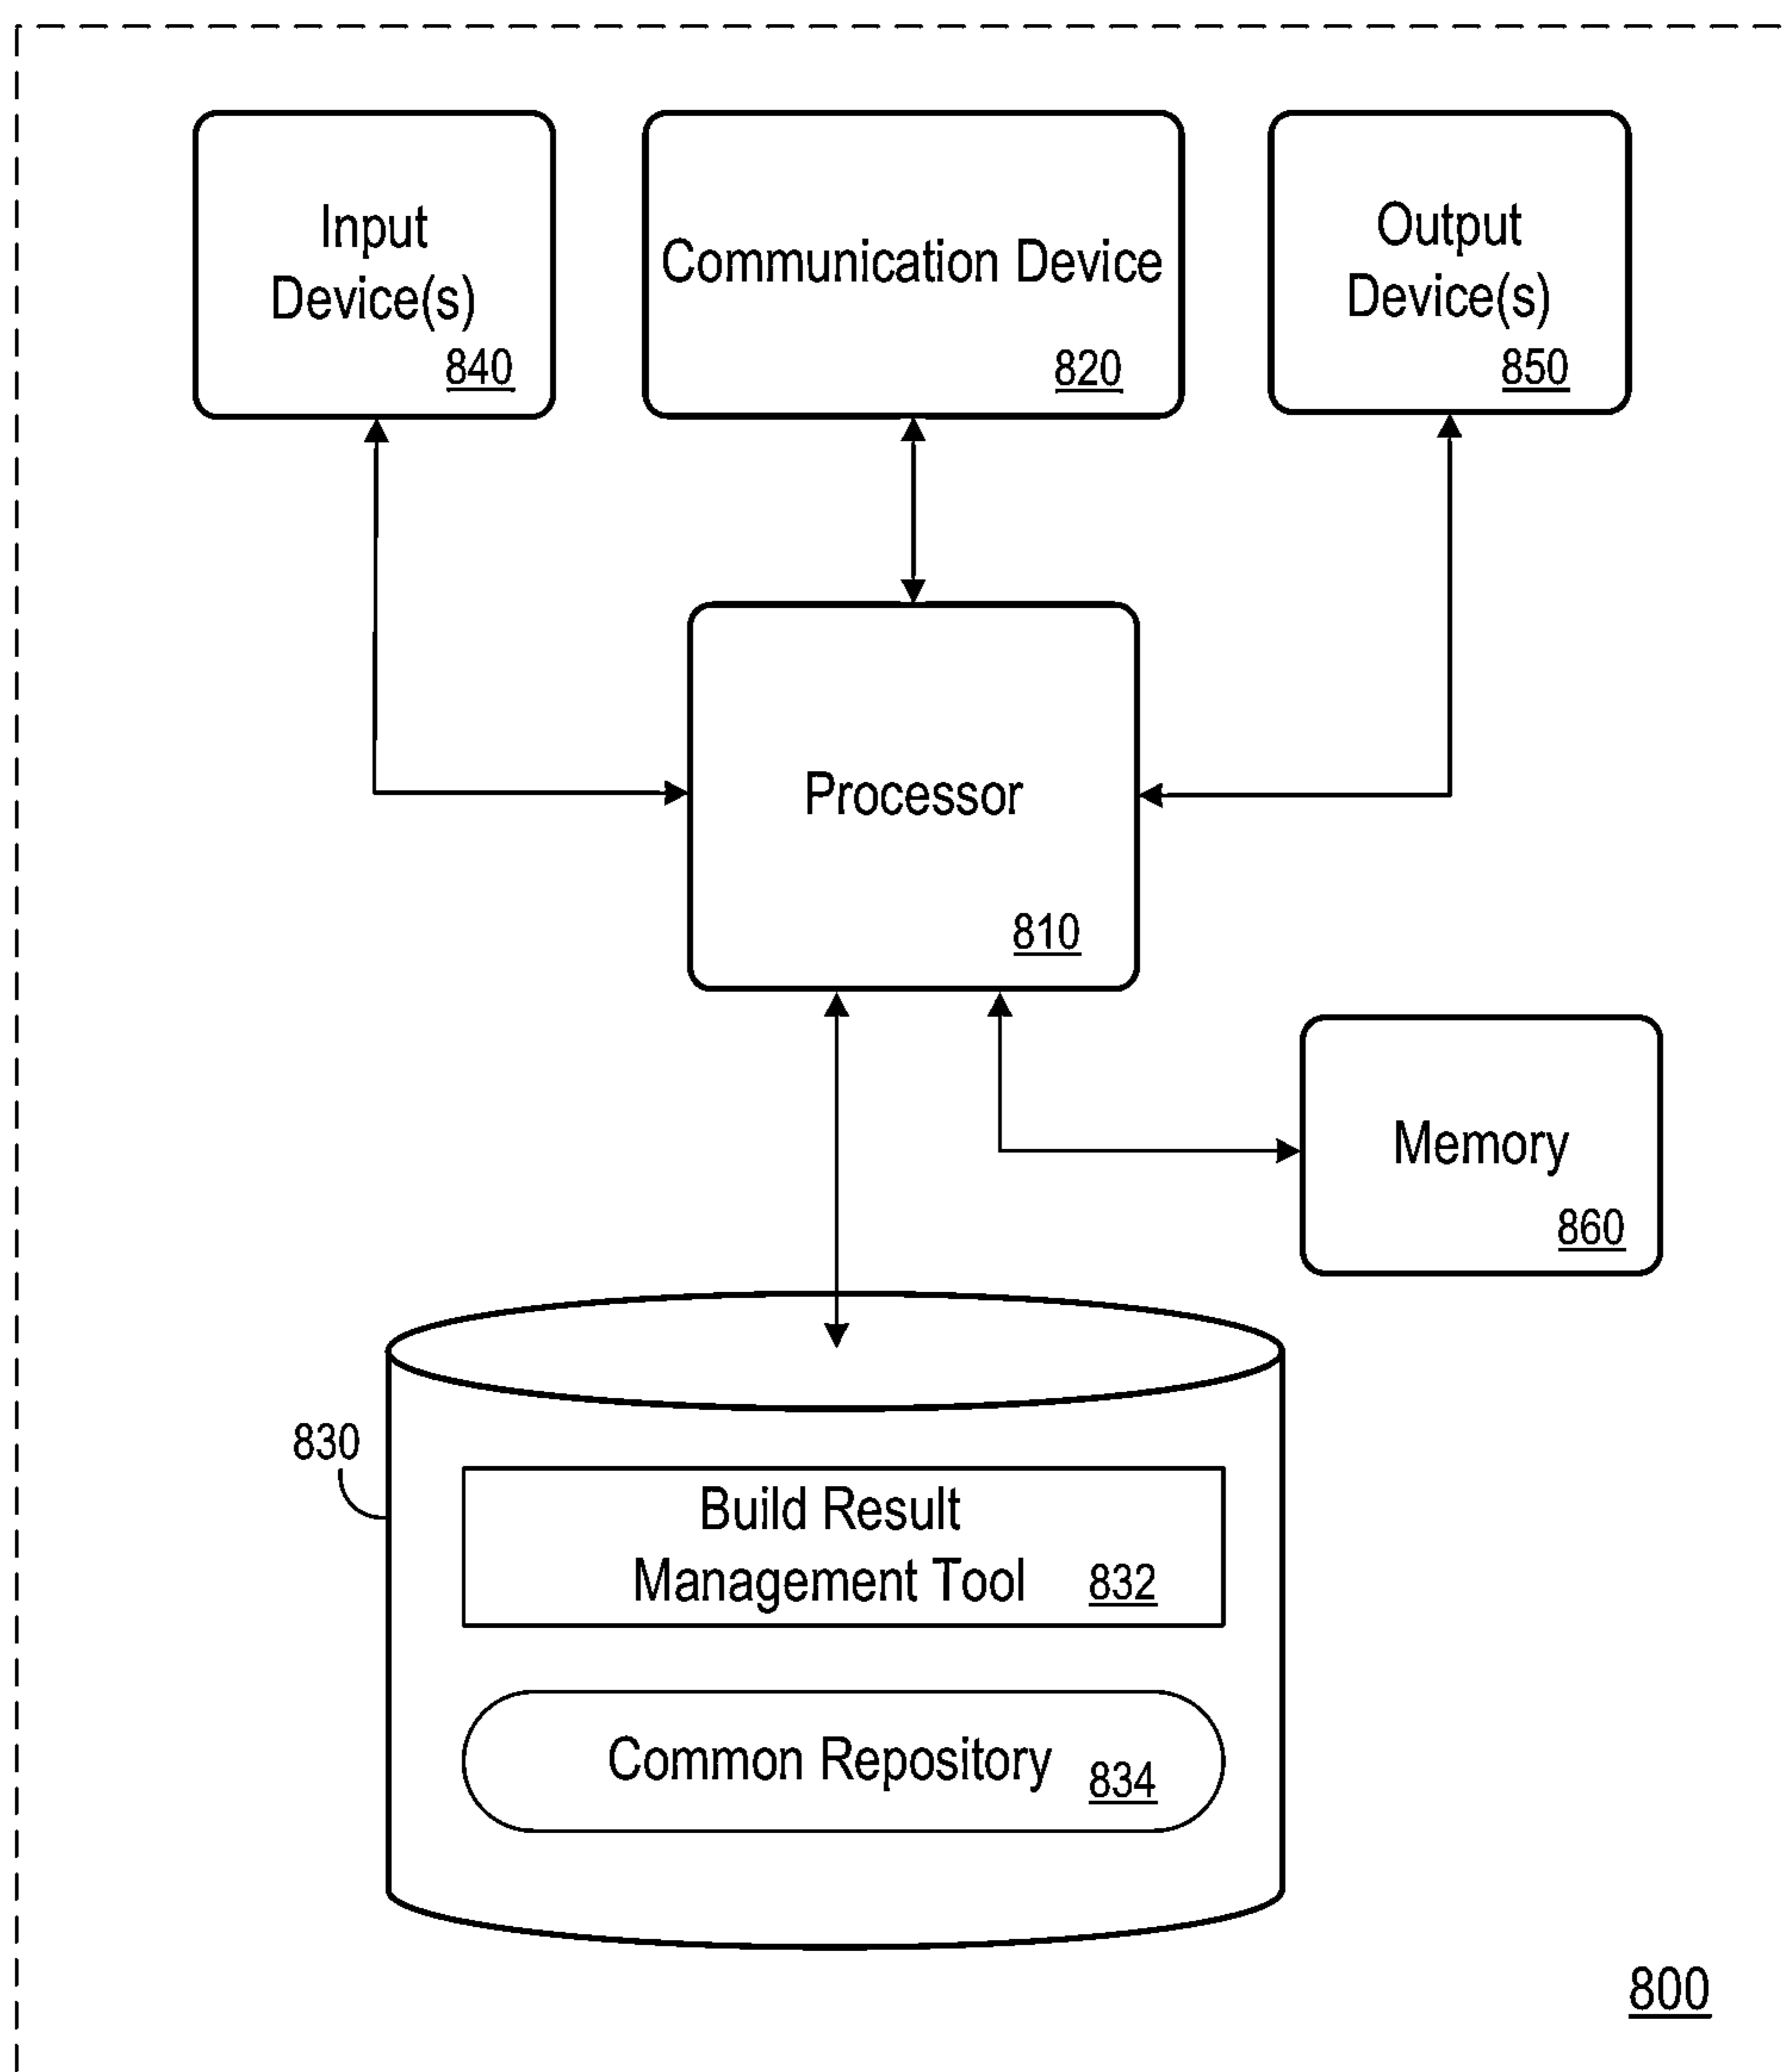 Input
Device(s)
840
Communication Device
820
Output
Device(s)
850
Processor
810
Memory
860
830
Build Result
Management Tool 832
Common Repository 834
800